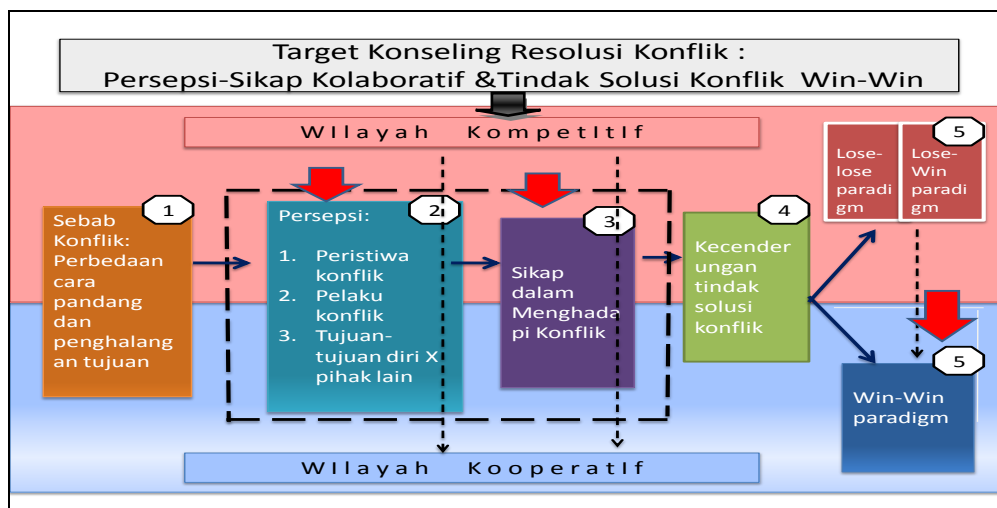 Target Konseling Resolusi Konflik :
Persepsi-Sikap Kolaboratif &Tindak Solusi Konflik Win-Win
WIlayah KompetItIf
1
Sebab
Konflik:
Perbedaan
cara
pandang
dan
penghalang
an tujuan
2
Persepsi:
1. Peristiwa
konflik
2. Pelaku
konflik
3. Tujuan-
tujuan diri X
pihak lain
3
Sikap
dalam
Menghada
pi Konflik
4
Kecender
ungan
tindak
solusi
konflik
5
Lose-
lose
paradi
gm
Lose-
Win
paradi
gm
5
Win-Win
paradigm
WIlayah KooperatIf